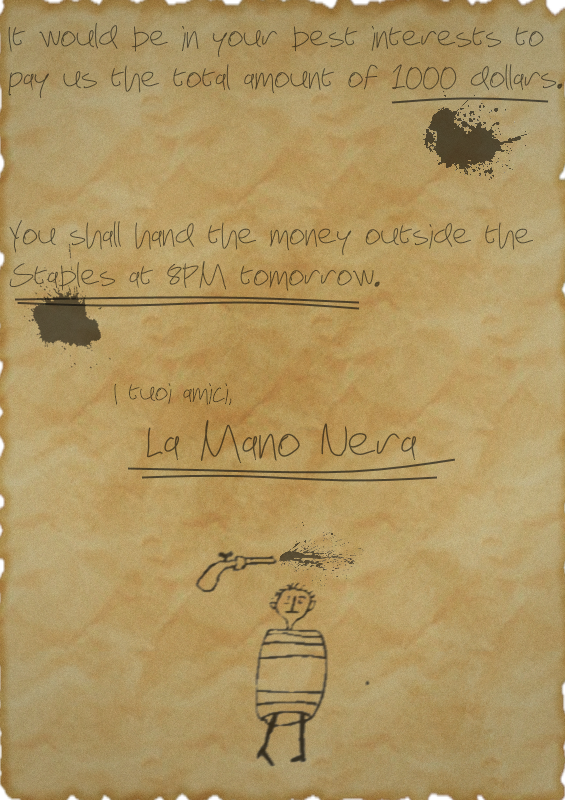 It would be in your best interests to
pay us the total amount of 1000 dollars.
You shall hand the money outside the
Staples at 8PM tomorrow.
I tuoi amici,
La Mano Nera